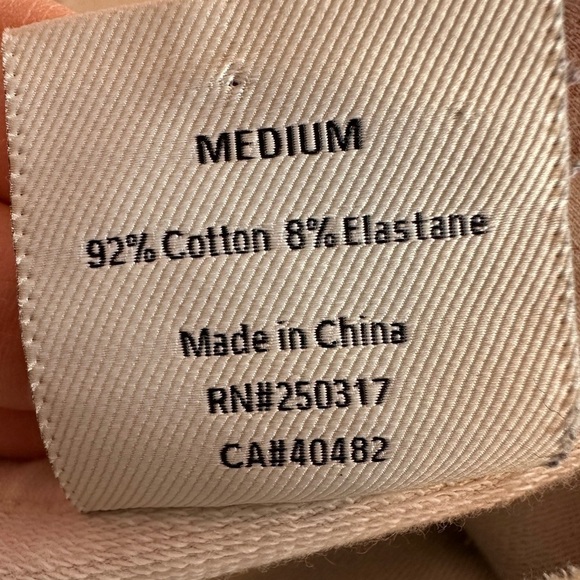 MEDIUM
92% Cotton 8% Elastane
Made in China
RN#250317
CA#40482